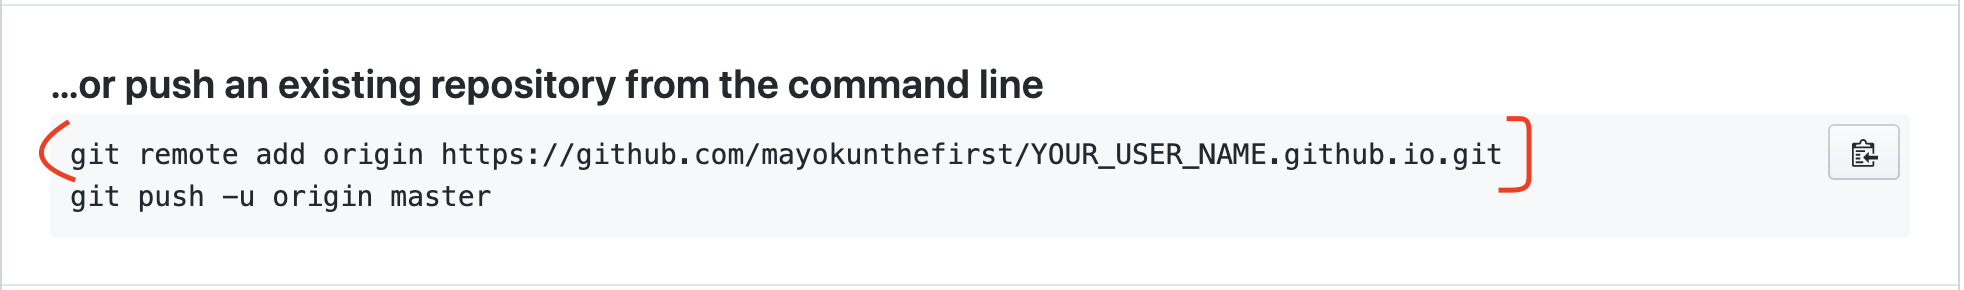 …or push an existing repository from the command line
git remote add origin https://github.com/mayokunthefirst/YOUR_USER_NAME.github.io.git
git push -u origin master